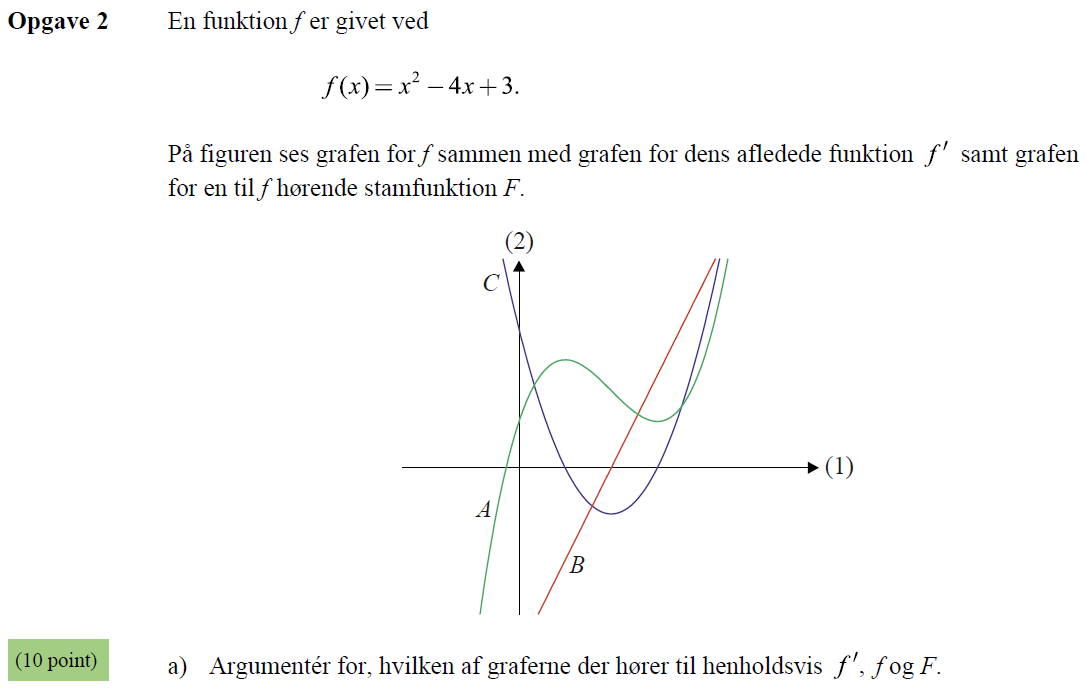 Opgave 2 En funktion f er givet ved
f(x) = x² − 4x + 3.
På figuren ses grafen for f sammen med grafen for dens afledede funktion f′ samt grafen
for en til f hørende stamfunktion F.
(2)
C
(1)
A
B
(10 point) a) Argumentér for, hvilken af graferne der hører til henholdsvis f′, f og F.